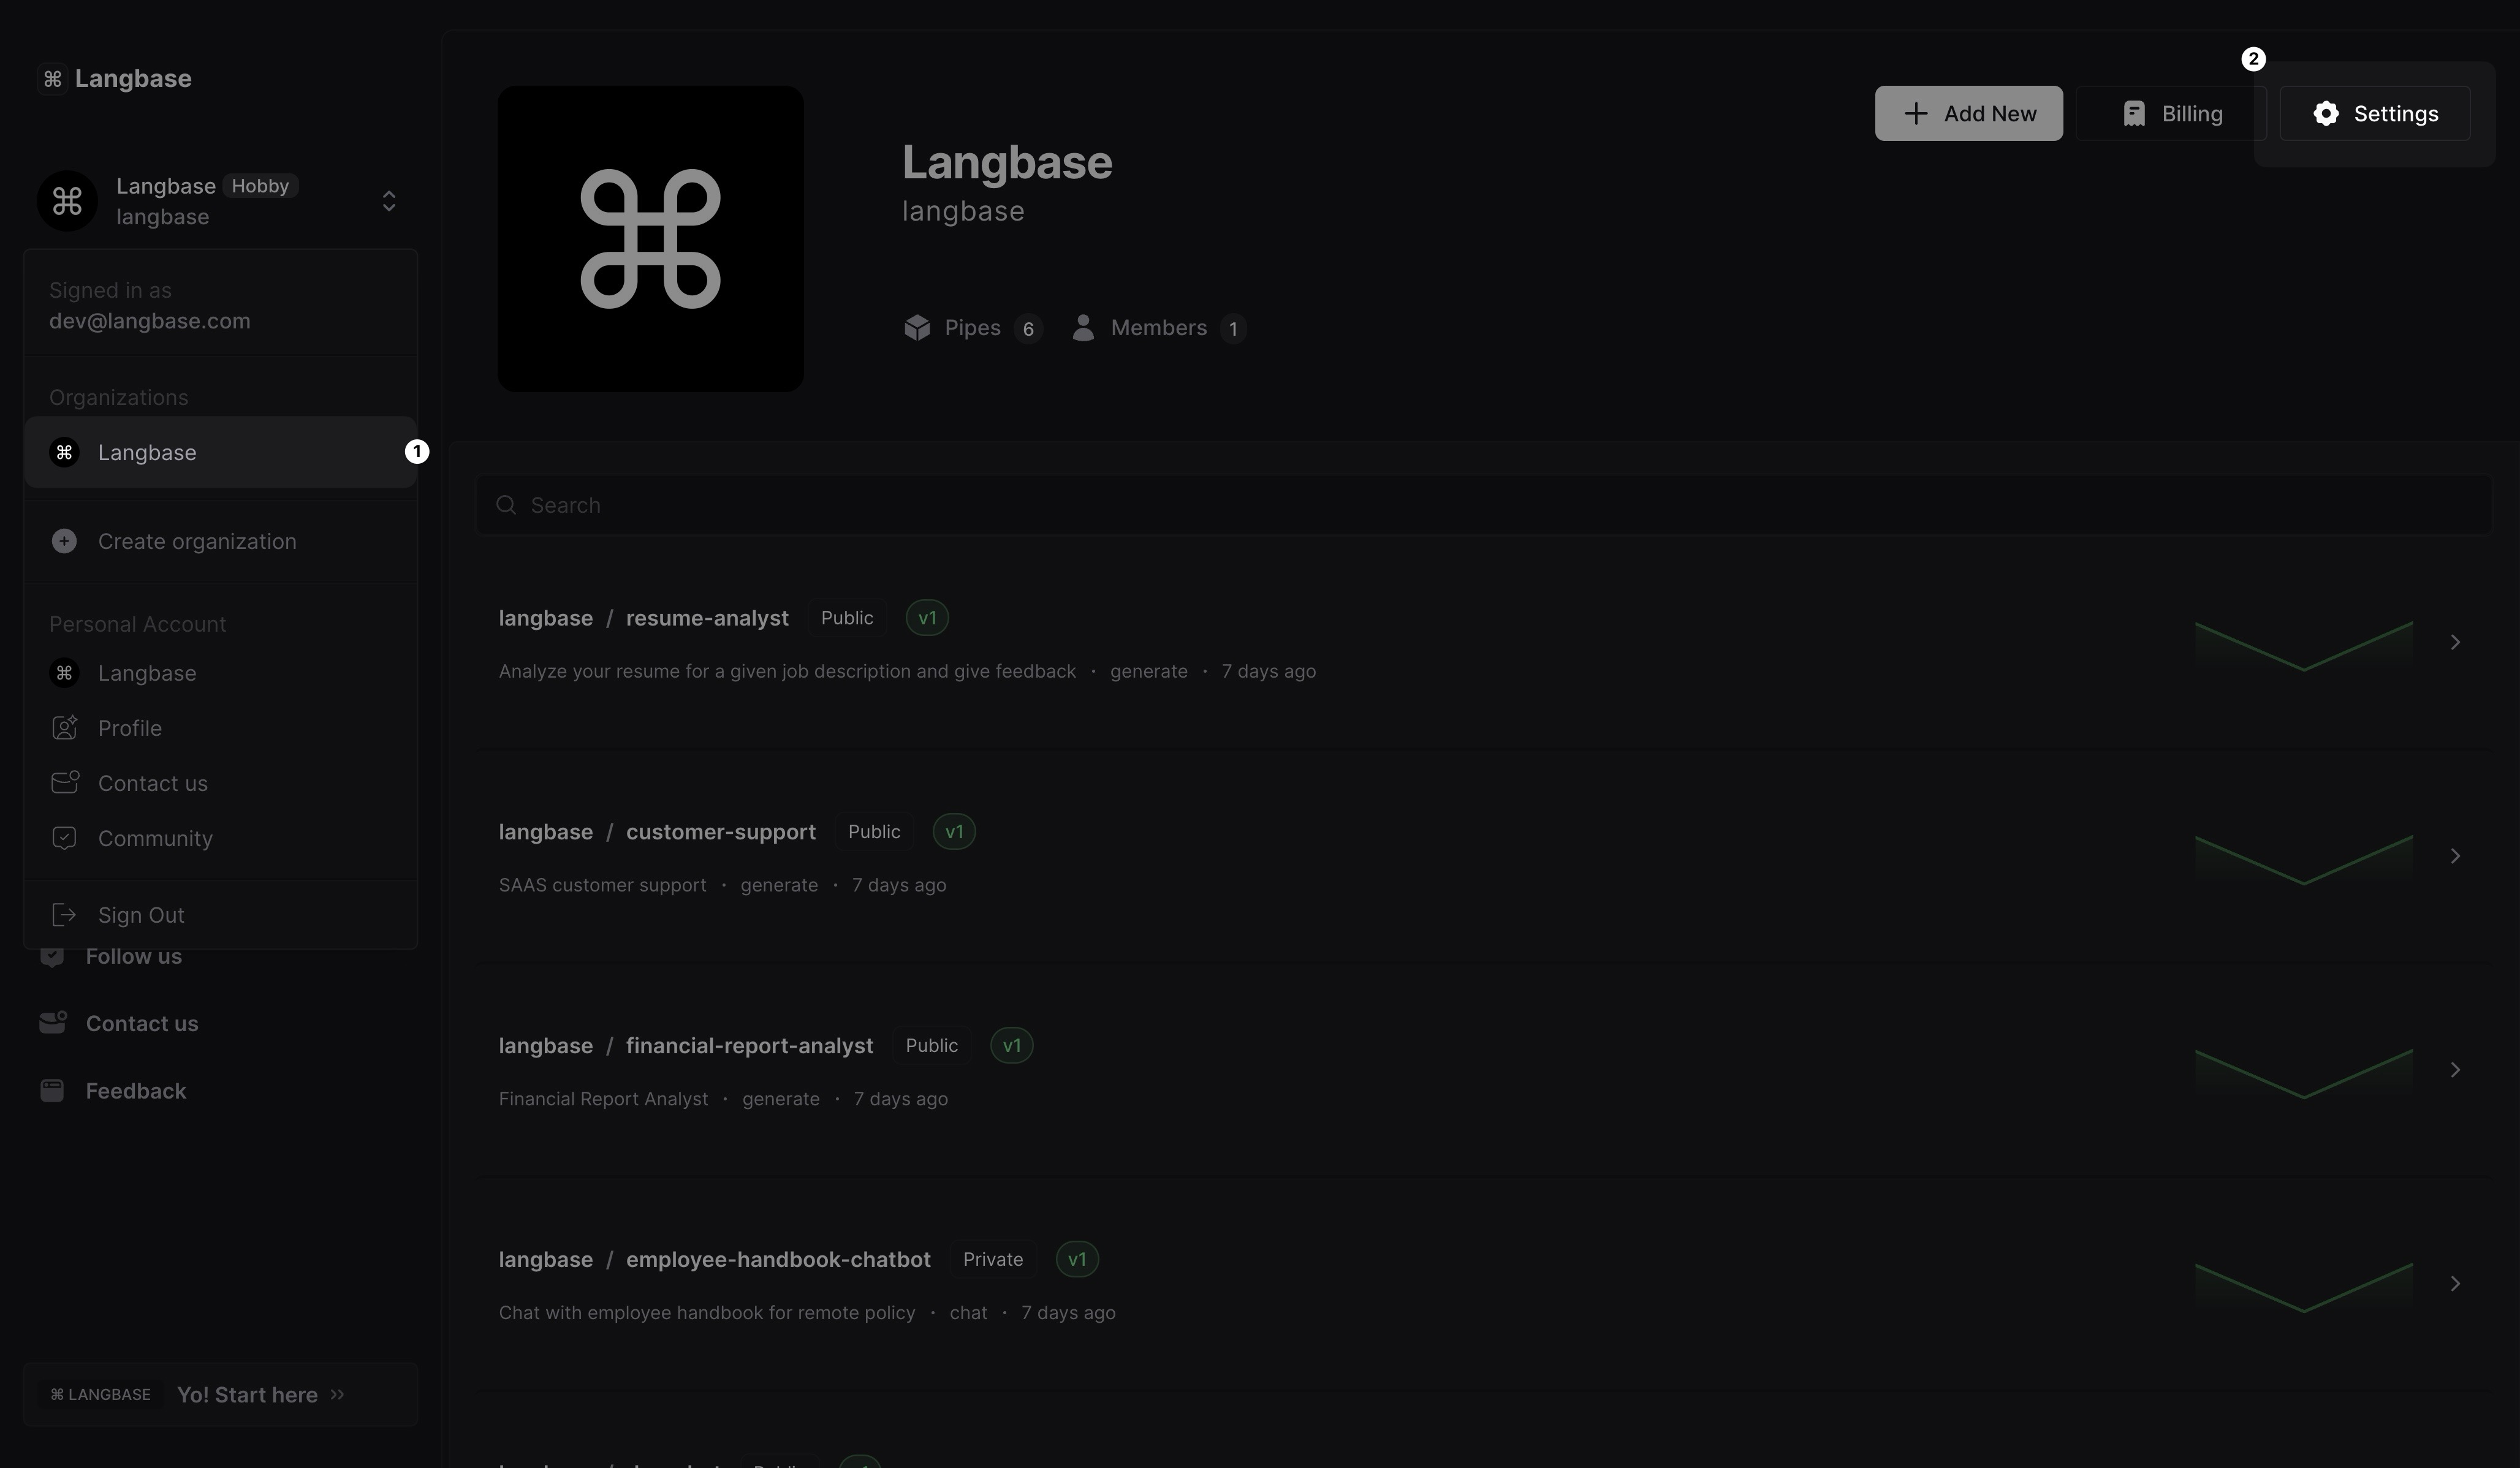 Langbase
Langbase Hobby
langbase
Signed in as
dev@langbase.com
Organizations
Langbase
1
Create organization
Personal Account
Langbase
Profile
Contact us
Community
Sign Out
Follow us
Contact us
Feedback
LANGBASE Yo! Start here
2
Add New
Billing
Settings
Langbase
langbase
Pipes 6 Members 1
Search
langbase / resume-analyst Public v1
Analyze your resume for a given job description and give feedback · generate · 7 days ago
langbase / customer-support Public v1
SAAS customer support · generate · 7 days ago
langbase / financial-report-analyst Public v1
Financial Report Analyst · generate · 7 days ago
langbase / employee-handbook-chatbot Private v1
Chat with employee handbook for remote policy · chat · 7 days ago